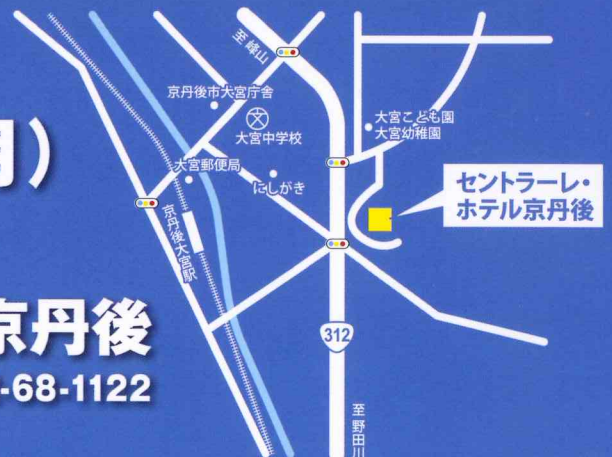 至峰山
京丹後市大宮庁舎
大宮中学校
大宮こども園
大宮幼稚園
大宮郵便局
にしがき
セントラーレ・
ホテル京丹後
京丹後大宮駅
312
至野田川
）
京丹後
-68-1122